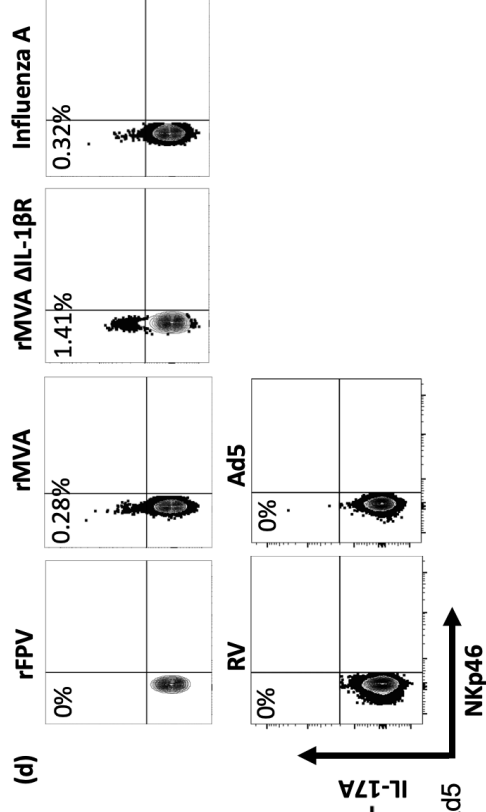 (d)
rFPV
rMVA
rMVA ΔIL-1βR
Influenza A
0%
0.28%
1.41%
0.32%
RV
Ad5
0%
0%
IL-17A
NKp46
d5